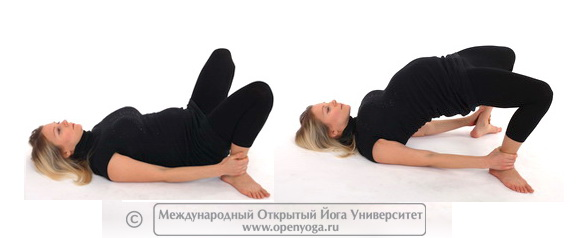 © Международный Открытый Йога Университет
www.openyoga.ru